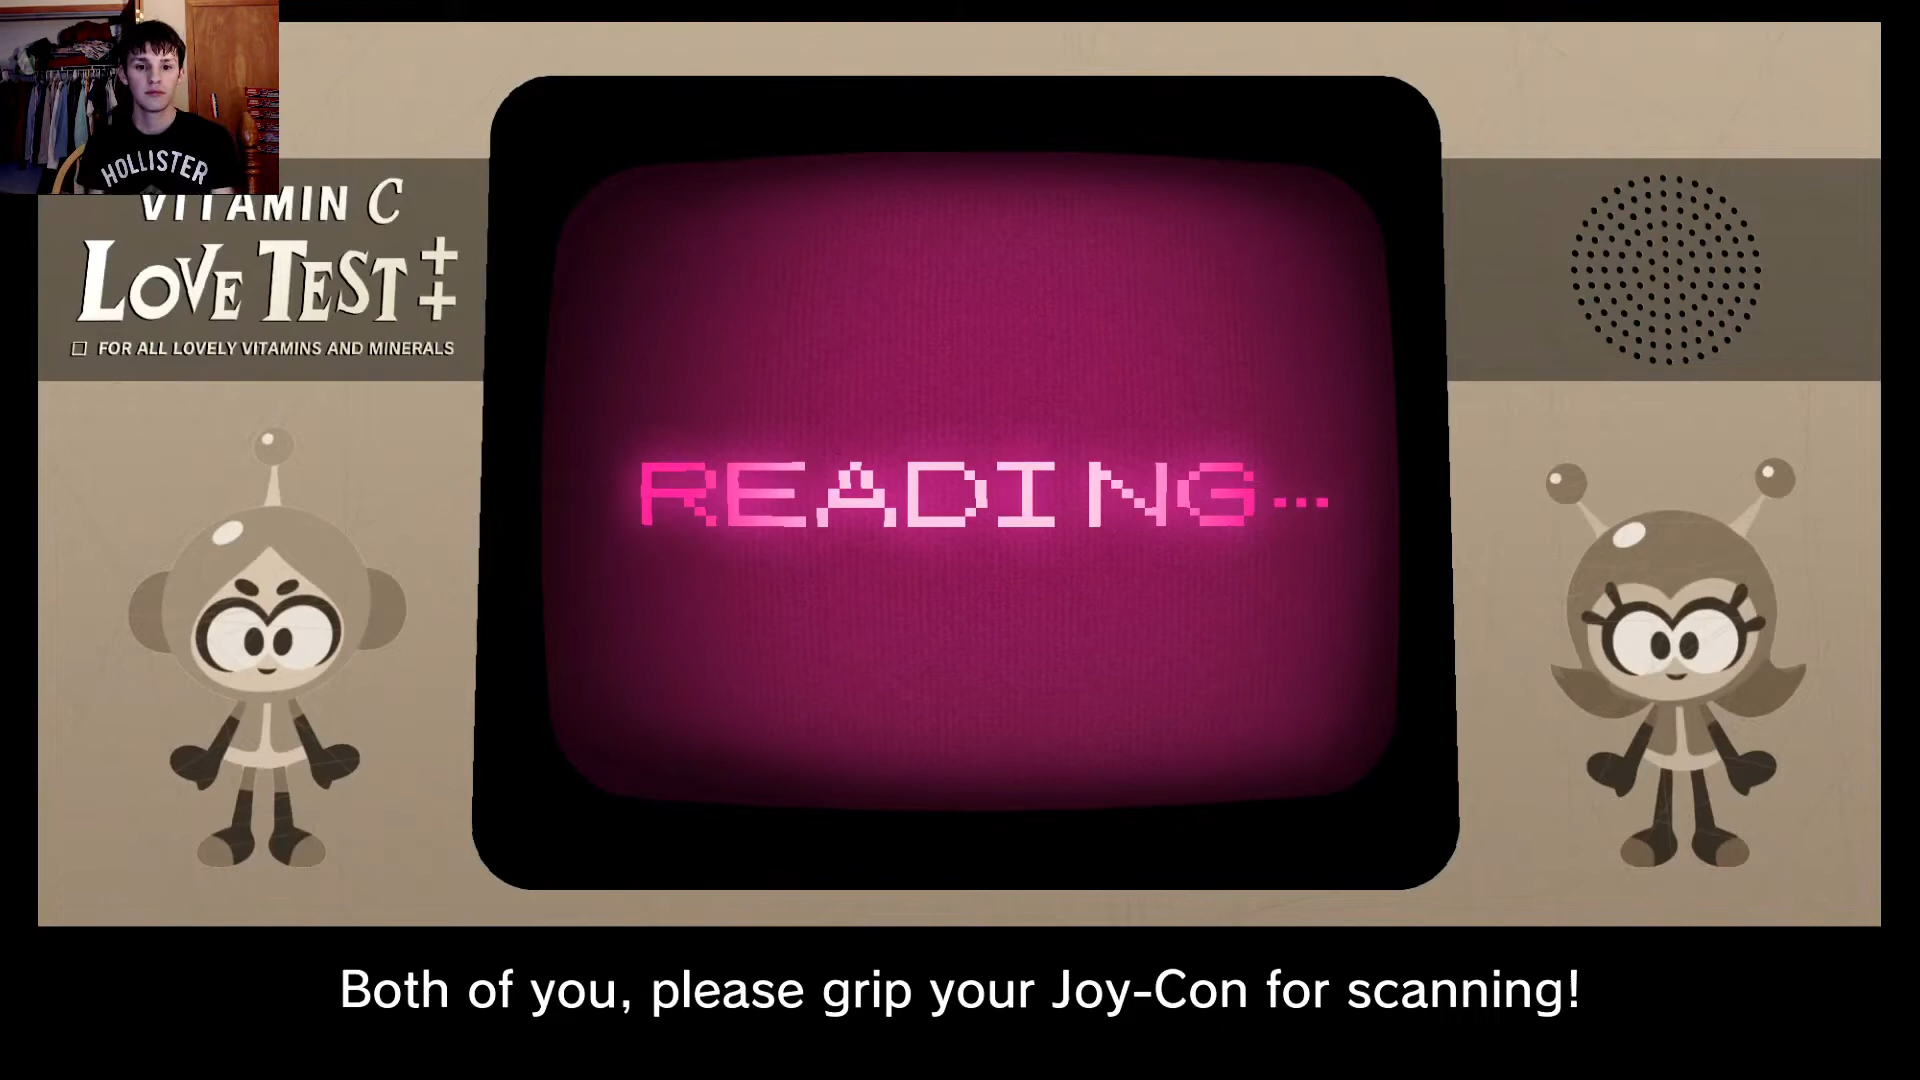 HOLLISTER
VITAMIN C
LOVE TEST ++
FOR ALL LOVELY VITAMINS AND MINERALS
READING...
Both of you, please grip your Joy-Con for scanning!